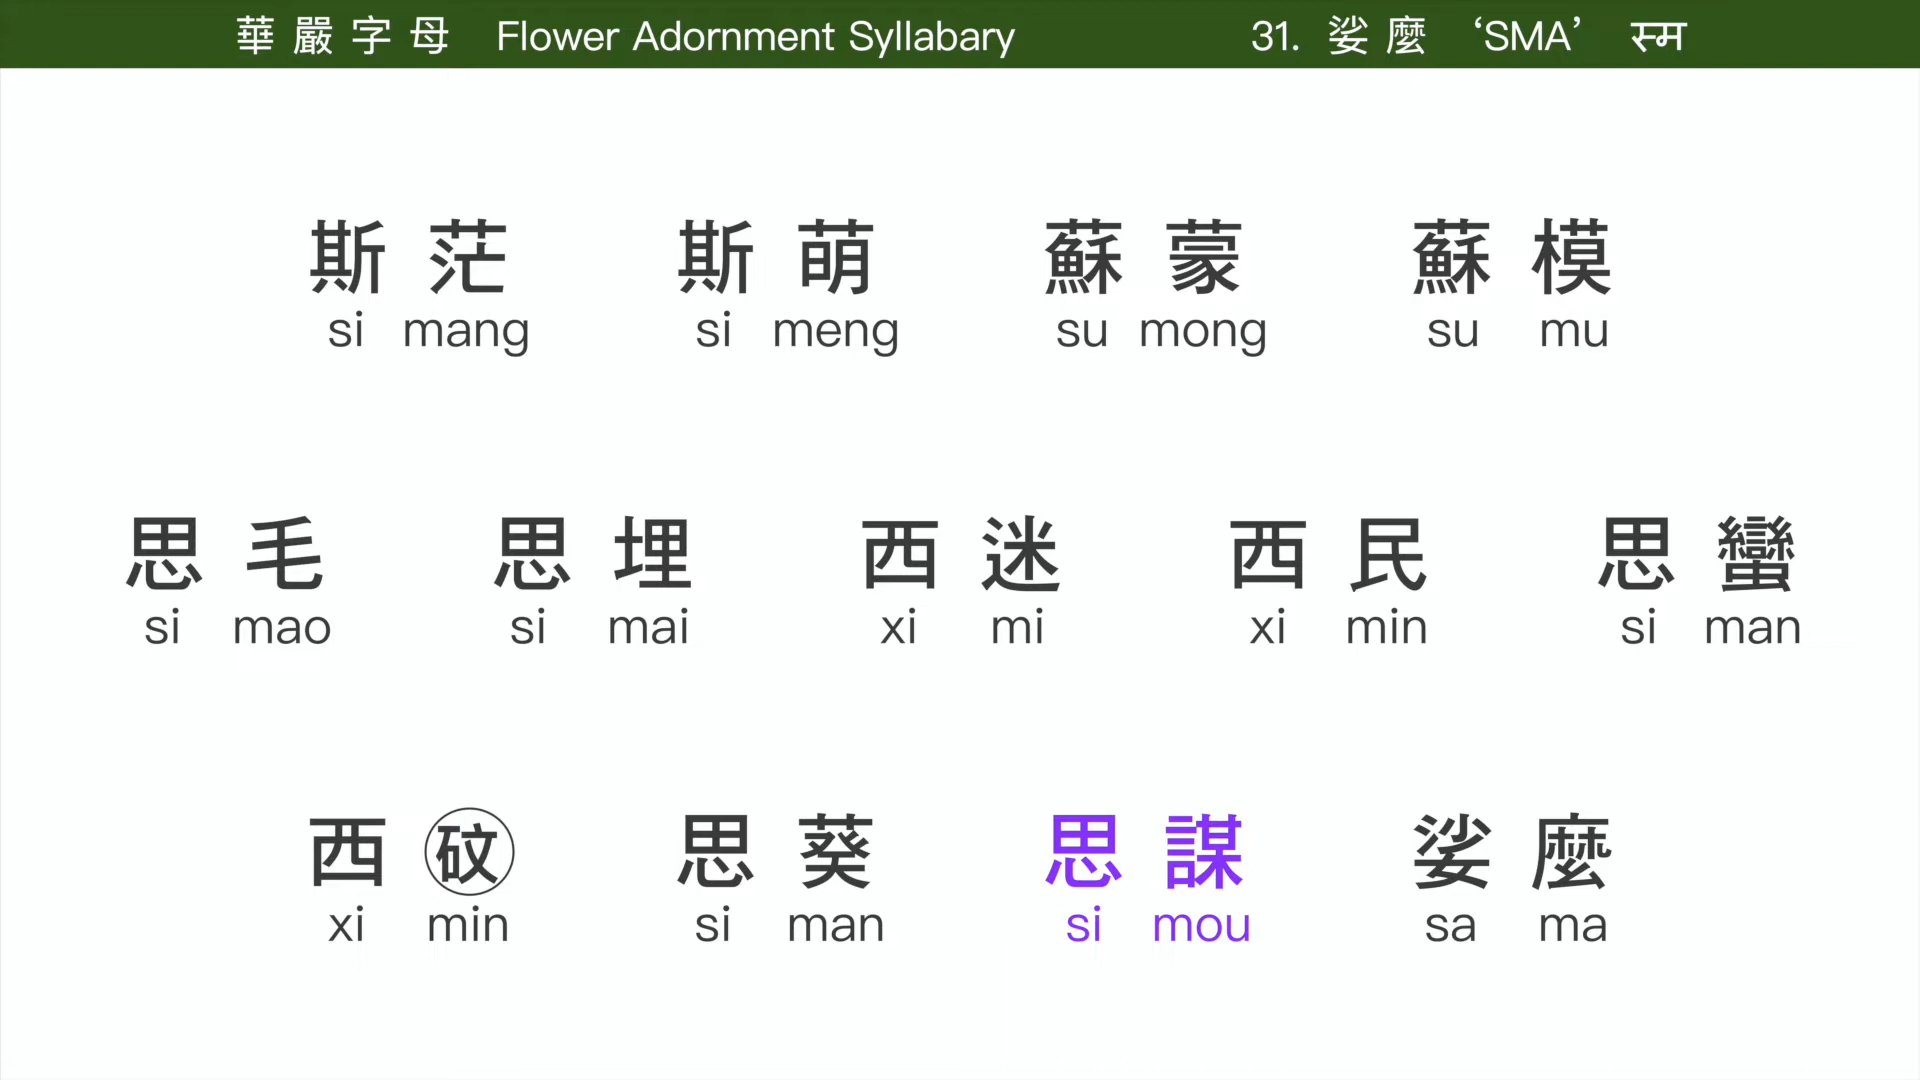 華嚴字母 Flower Adornment Syllabary 31. 娑麼 ‘SMA’ स्म
斯茫 斯萌 蘇蒙 蘇模
si mang si meng su mong su mu
思毛 思埋 西迷 西民 思蠻
si mao si mai xi mi xi min si man
西㊟砇 思葵 思謀 娑麼
xi min si man si mou sa ma